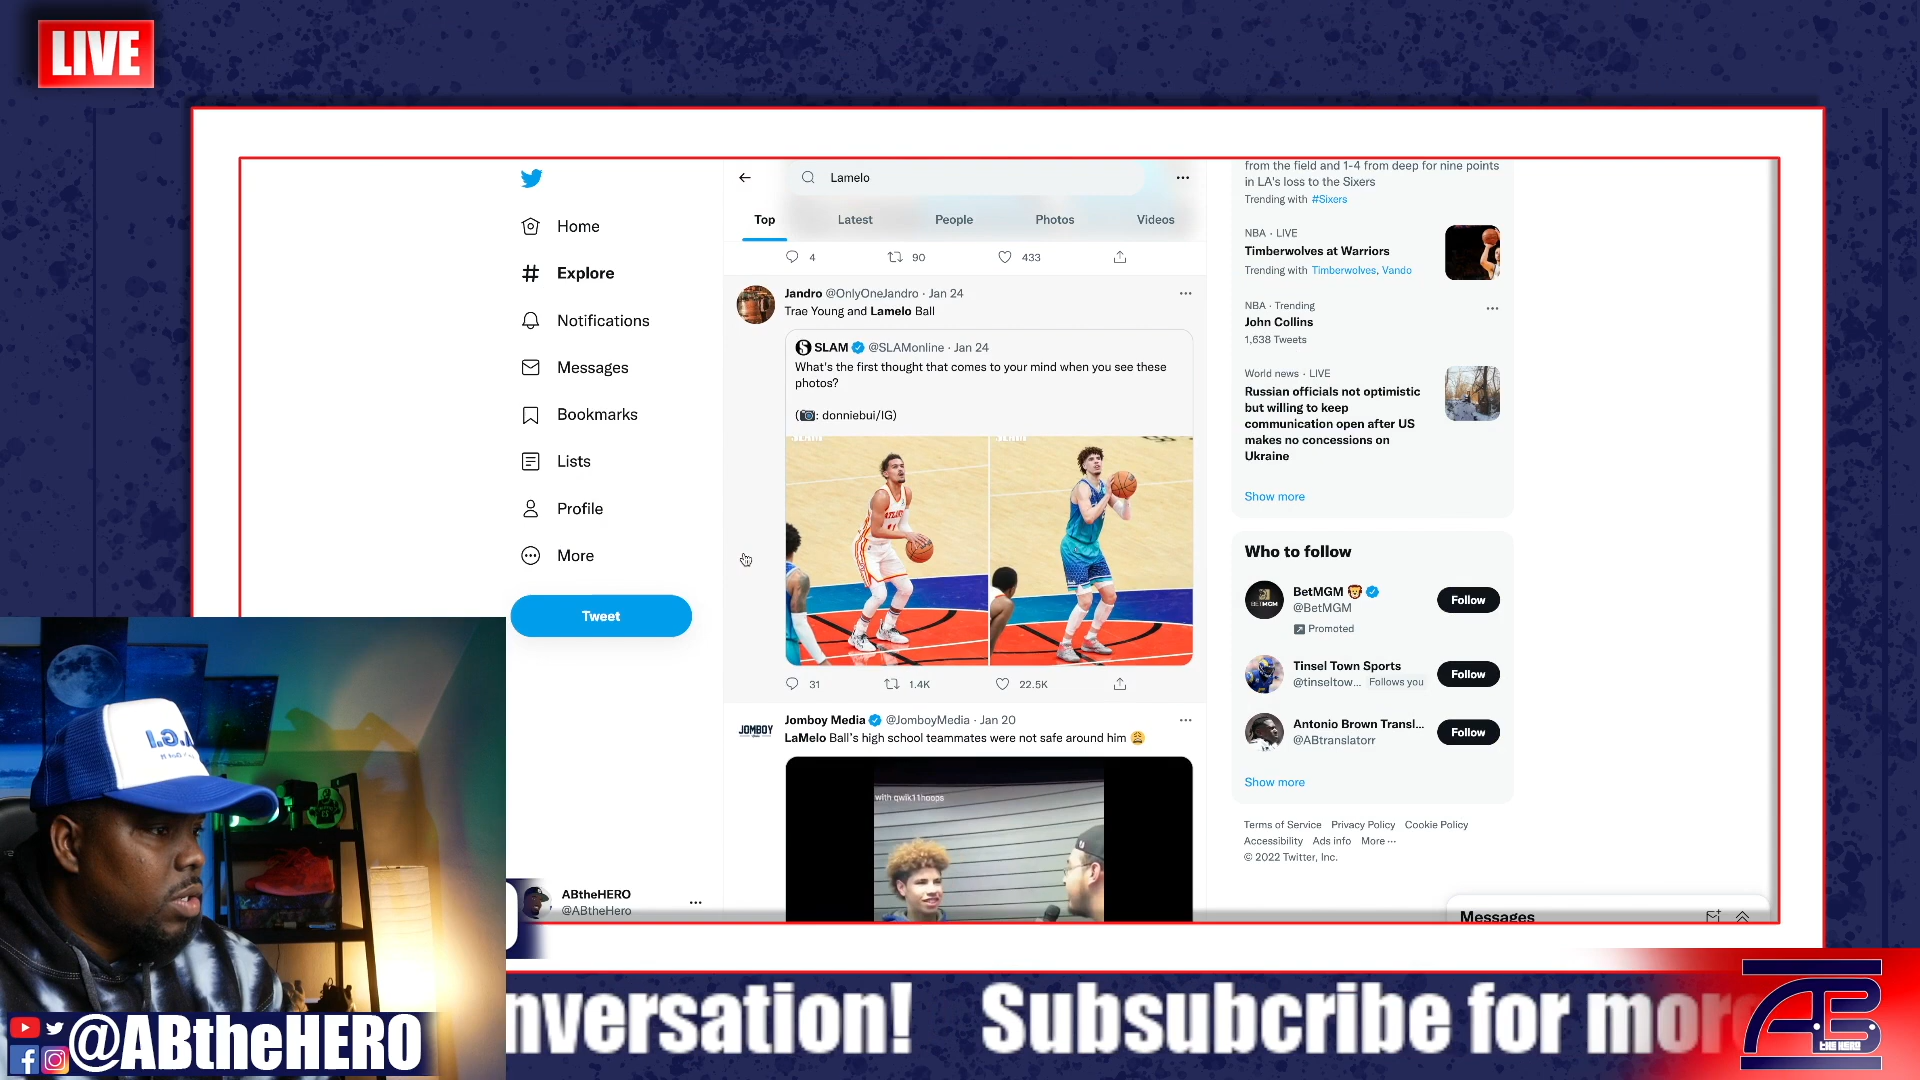 LIVE
Lamelo
Top Latest People Photos Videos
4 90 433
Home
Explore
Notifications
Messages
Bookmarks
Lists
Profile
More
Tweet
ABtheHERO
@ABtheHero
Jandro @OnlyOneJandro · Jan 24
Trae Young and Lamelo Ball
SLAM @SLAMonline · Jan 24
What's the first thought that comes to your mind when you see these
photos?
(📷: donniebui/IG)
ATLANTA
31 1.4K 22.5K
JOMBOY
Jomboy Media @JomboyMedia · Jan 20
LaMelo Ball's high school teammates were not safe around him 😩
with qwik11hoops
from the field and 1-4 from deep for nine points
in LA's loss to the Sixers
Trending with #Sixers
NBA · LIVE
Timberwolves at Warriors
Trending with Timberwolves, Vando
NBA · Trending
John Collins
1,638 Tweets
World news · LIVE
Russian officials not optimistic
but willing to keep
communication open after US
makes no concessions on
Ukraine
Show more
Who to follow
BetMGM
@BetMGM
Promoted
Follow
Tinsel Town Sports
@tinseltow... Follows you
Follow
Antonio Brown Transl...
@ABtranslatorr
Follow
Show more
Terms of Service Privacy Policy Cookie Policy
Accessibility Ads info More ···
© 2022 Twitter, Inc.
Messages
@ABtheHERO
nversation! Subsubcribe for mor
AB
THE HERO